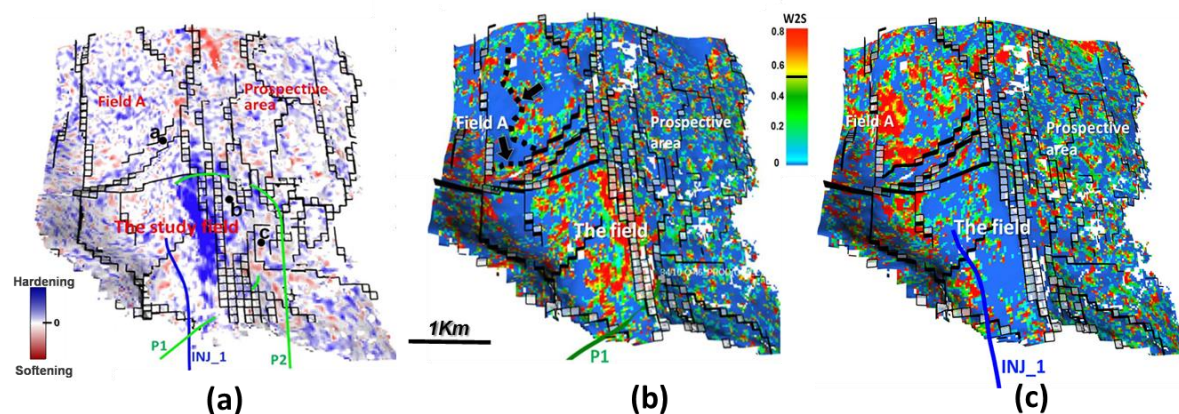 Field A
Prospective
area
a
b
The study field
c
Hardening
0
Softening
P1
INJ_1
P2
(a)
W2S
0.8
0.6
0.4
0.2
0
Field A
Prospective
area
The field
1Km
P1
(b)
Field A
Prospective
area
The field
INJ_1
(c)